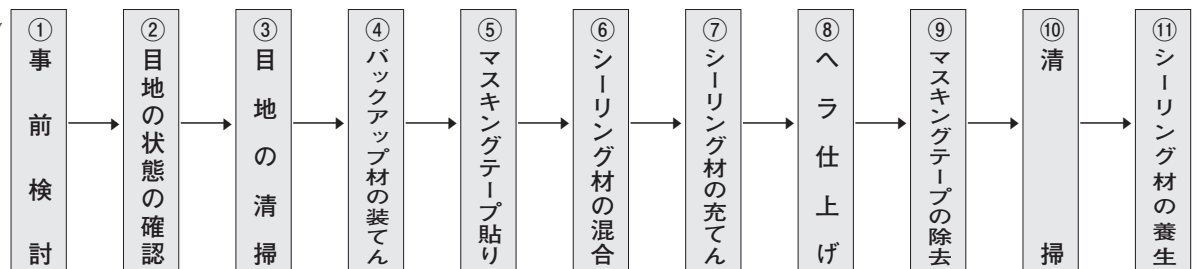 ①事前検討
②目地の状態の確認
③目地の清掃
④バックアップ材の装てん
⑤マスキングテープ貼り
⑥シーリング材の混合
⑦シーリング材の充てん
⑧ヘラ仕上げ
⑨マスキングテープの除去
⑩清掃
⑪シーリング材の養生